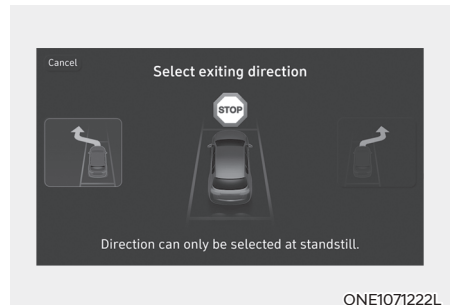 Cancel
Select exiting direction
STOP
Direction can only be selected at standstill.
ONE1071222L